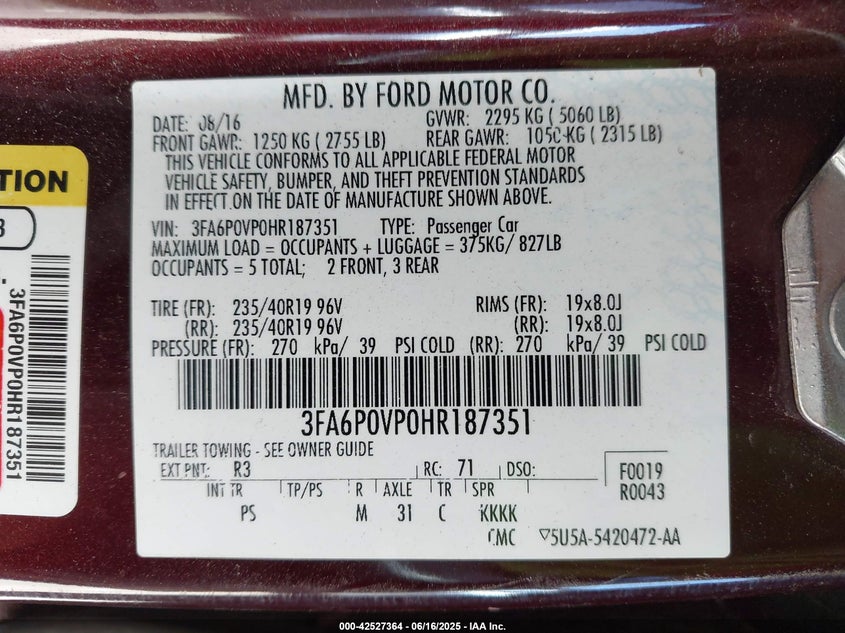 MFD. BY FORD MOTOR CO.
DATE: 08/16 GVWR: 2295 KG ( 5060 LB)
FRONT GAWR: 1250 KG ( 2755 LB) REAR GAWR: 1050 KG ( 2315 LB)
THIS VEHICLE CONFORMS TO ALL APPLICABLE FEDERAL MOTOR
VEHICLE SAFETY, BUMPER, AND THEFT PREVENTION STANDARDS
IN EFFECT ON THE DATE OF MANUFACTURE SHOWN ABOVE.
VIN: 3FA6P0VP0HR187351 TYPE: Passenger Car
MAXIMUM LOAD = OCCUPANTS + LUGGAGE = 375KG/ 827LB
OCCUPANTS = 5 TOTAL; 2 FRONT, 3 REAR
TIRE (FR): 235/40R19 96V RIMS (FR): 19x8.0J
(RR): 235/40R19 96V (RR): 19x8.0J
PRESSURE (FR): 270 kPa/ 39 PSI COLD (RR): 270 kPa/ 39 PSI COLD
3FA6P0VP0HR187351
TRAILER TOWING - SEE OWNER GUIDE
EXT PNT: R3 RC: 71 DSO:
F0019
R0043
INT TR TP/PS R AXLE TR SPR
PS M 31 C KKKK
CMC 5U5A-5420472-AA
TION
3FA6P0VP0HR187351
000-42527364 - 06/16/2025 - IAA Inc.